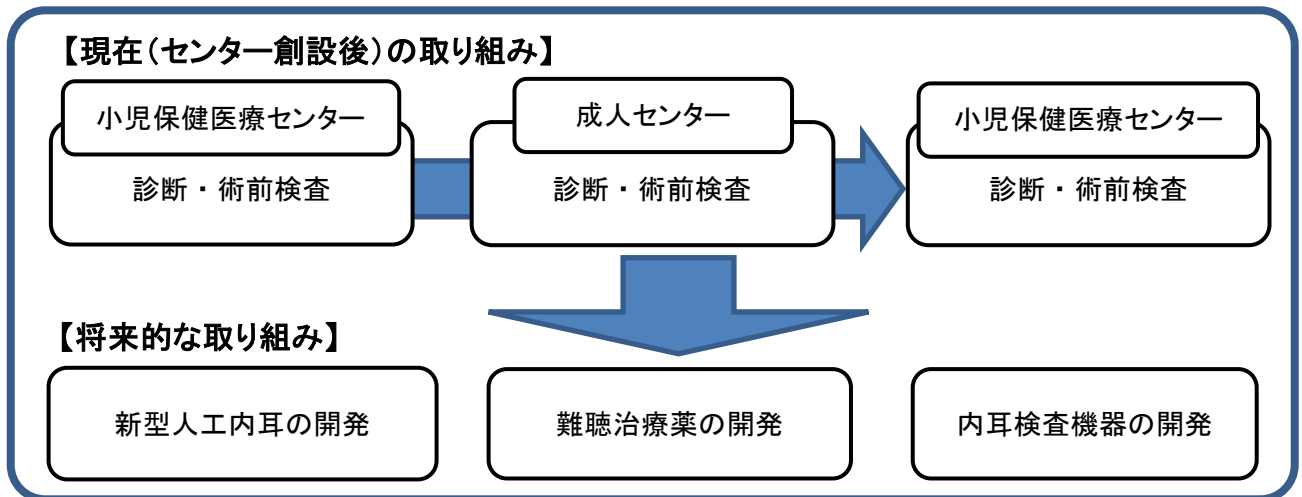 【現在(センター創設後)の取り組み】
小児保健医療センター
診断・術前検査
成人センター
診断・術前検査
小児保健医療センター
診断・術前検査
【将来的な取り組み】
新型人工内耳の開発
難聴治療薬の開発
内耳検査機器の開発